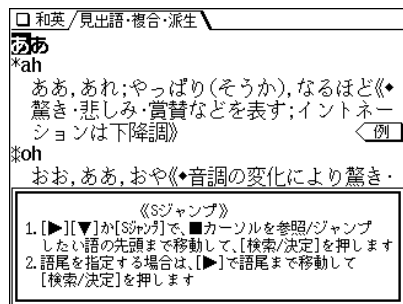 和英/見出語·複合·派生
ああ
*ah
ああ,あれ;やっぱり(そうか),なるほど《◆
驚き·悲しみ·賞賛などを表す;イントネー
ションは下降調》 例
*oh
おお,ああ,おや《◆音調の変化により驚き·
《Sジャンプ》
1.[▶][▼]か[Sジャンプ]で、■カーソルを参照/ジャンプ
したい語の先頭まで移動して、[検索/決定]を押します
2.語尾を指定する場合は、[▶]で語尾まで移動して
[検索/決定]を押します